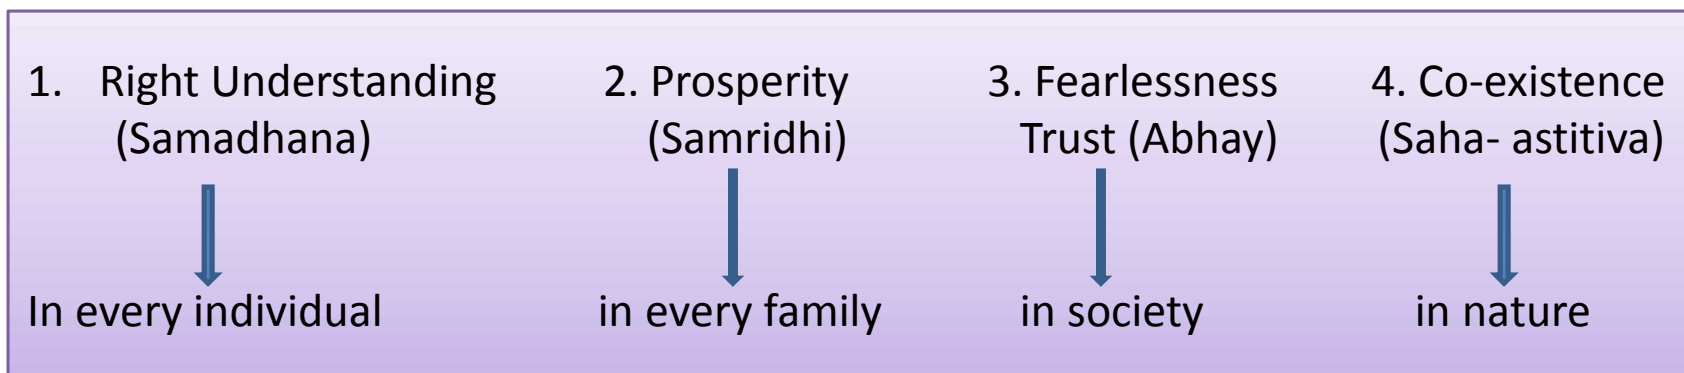 1. Right Understanding
(Samadhana)
In every individual
2. Prosperity
(Samridhi)
in every family
3. Fearlessness
Trust (Abhay)
in society
4. Co-existence
(Saha- astitiva)
in nature